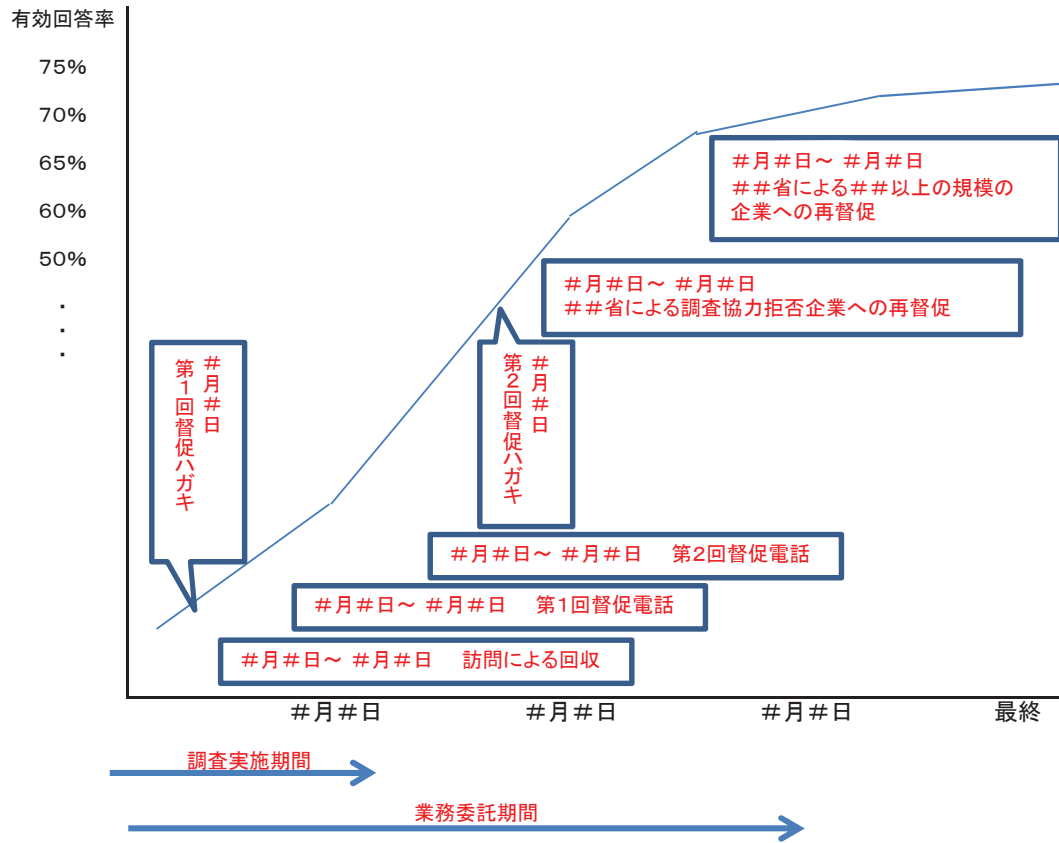 有効回答率
75%
70%
65%
60%
50%
・
・
・
#月#日
第1回督促ハガキ
#月#日
第2回督促ハガキ
#月#日~ #月#日
##省による##以上の規模の
企業への再督促
#月#日~ #月#日
##省による調査協力拒否企業への再督促
#月#日~ #月#日 第2回督促電話
#月#日~ #月#日 第1回督促電話
#月#日~ #月#日 訪問による回収
#月#日 #月#日 #月#日 最終
調査実施期間
業務委託期間